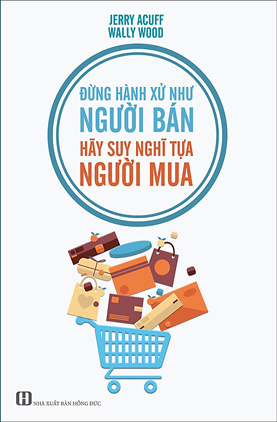 JERRY ACUFF
WALLY WOOD
ĐỪNG HÀNH XỬ NHƯ
NGƯỜI BÁN
HÃY SUY NGHĨ TỰA
NGƯỜI MUA
H
NHÀ XUẤT BẢN HỒNG ĐỨC